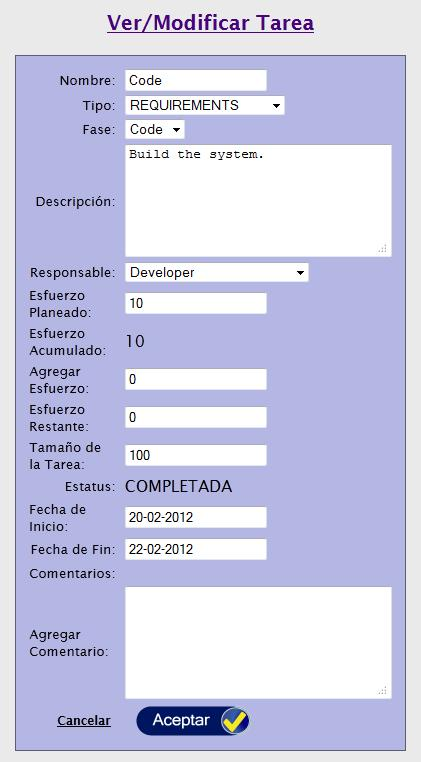 Ver/Modificar Tarea
Nombre: Code
Tipo: REQUIREMENTS
Fase: Code
Descripción: Build the system.
Responsable: Developer
Esfuerzo
Planeado: 10
Esfuerzo
Acumulado: 10
Agregar
Esfuerzo: 0
Esfuerzo
Restante: 0
Tamaño de
la Tarea: 100
Estatus: COMPLETADA
Fecha de
Inicio: 20-02-2012
Fecha de Fin: 22-02-2012
Comentarios:
Agregar
Comentario:
Cancelar Aceptar